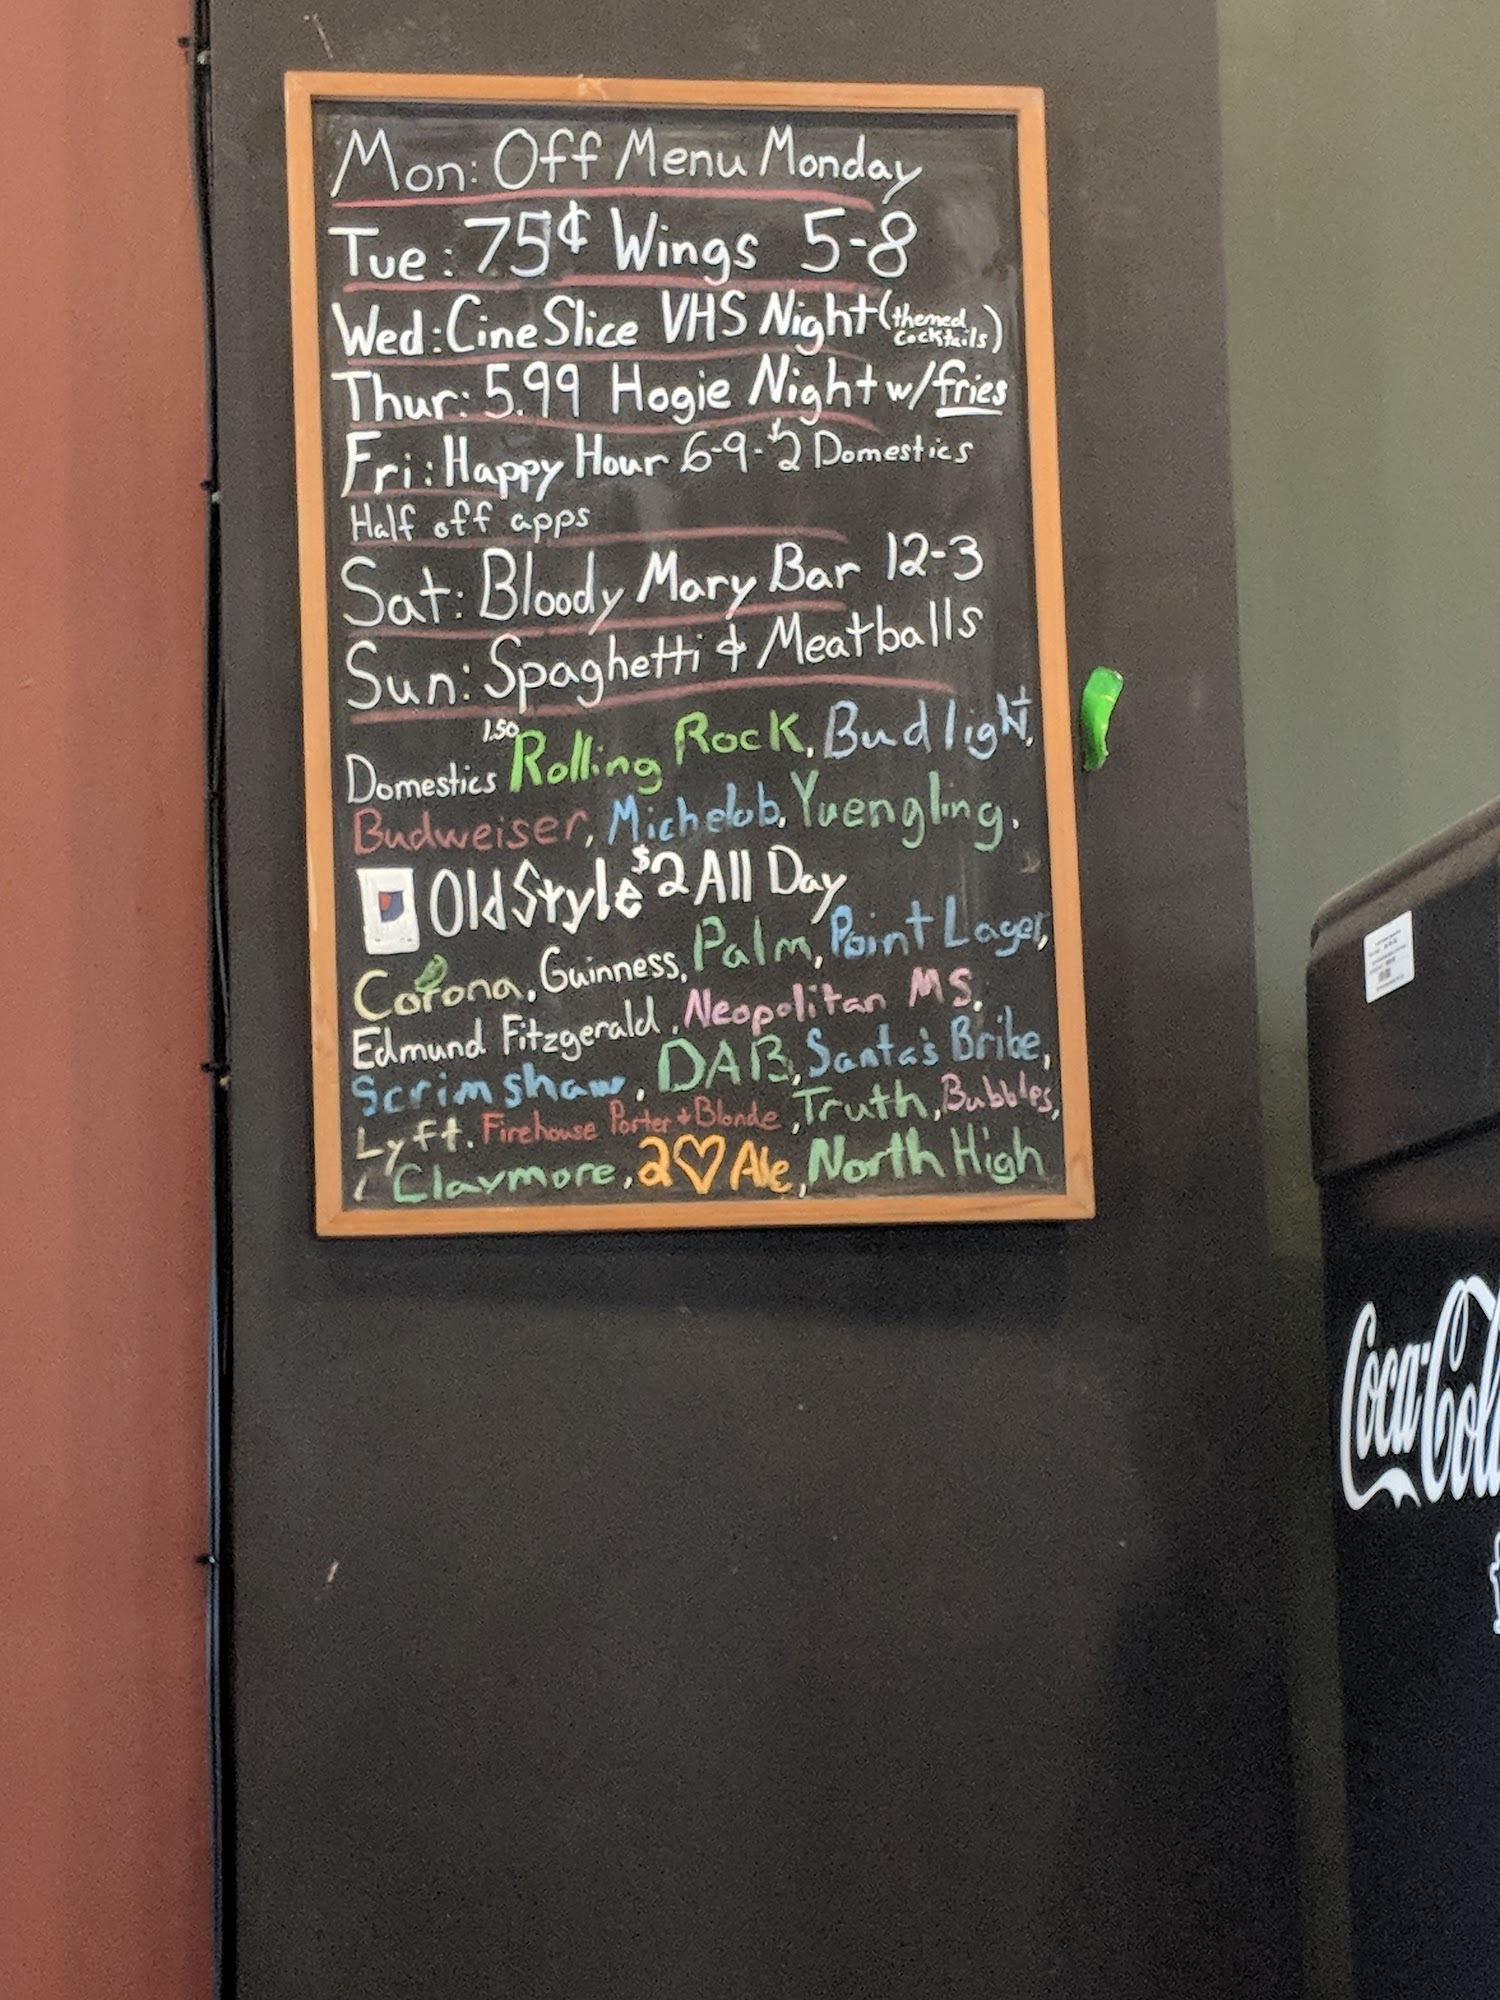 Mon: Off Menu Monday
Tue: 75¢ Wings 5-8
Wed: CineSlice VHS Night (themed cocktails)
Thur: 5.99 Hogie Night w/ fries
Fri: Happy Hour 6-9 - $2 Domestics
Half off apps
Sat: Bloody Mary Bar 12-3
Sun: Spaghetti & Meatballs
1.50
Domestics Rolling Rock, Bud light,
Budweiser, Michelob, Yuengling.
Old Style $2 All Day
Corona, Guinness, Palm, Point Lager,
Edmund Fitzgerald, Neopolitan MS,
Scrimshaw, DAB, Santa's Bribe,
Lyft, Firehouse Porter + Blonde, Truth, Bubbles,
Claymore, 2♡ Ale, North High
Coca-Col